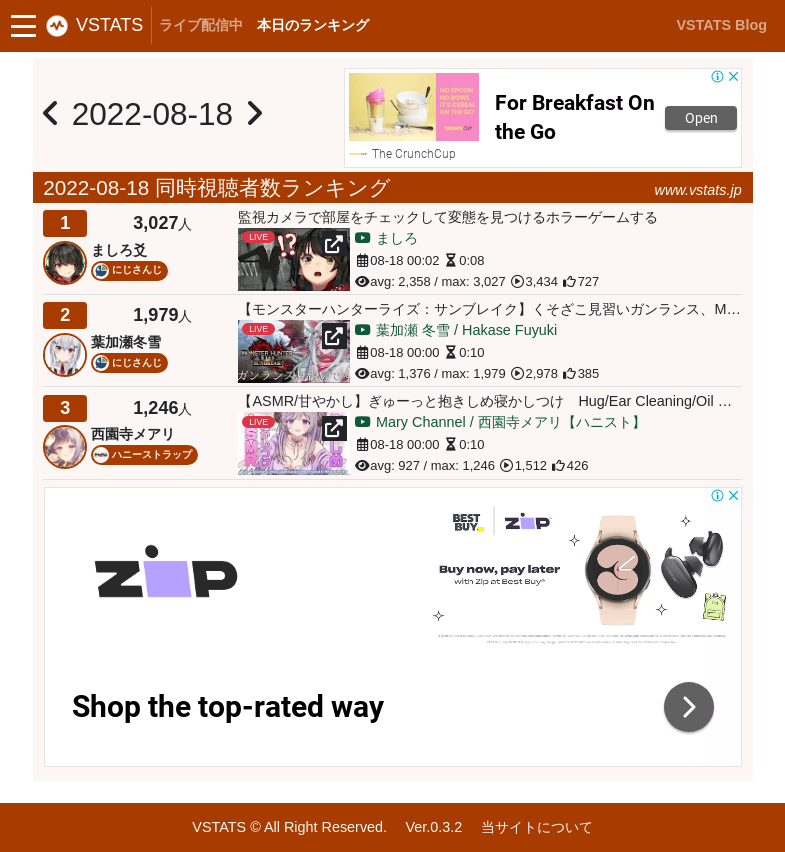 VSTATS ライブ配信中 本日のランキング VSTATS Blog
2022-08-18
NO SPOON
NO BOWL
IT'S CEREAL
ON THE GO
For Breakfast On
the Go
Open
The CrunchCup
2022-08-18 同時視聴者数ランキング
www.vstats.jp
1 3,027人
ましろ爻
にじさんじ
監視カメラで部屋をチェックして変態を見つけるホラーゲームする
LIVE
ましろ
08-18 00:02 0:08
avg: 2,358 / max: 3,027 3,434 727
2 1,979人
葉加瀬冬雪
にじさんじ
【モンスターハンターライズ：サンブレイク】くそざこ見習いガンランス、M…
LIVE
葉加瀬 冬雪 / Hakase Fuyuki
08-18 00:00 0:10
avg: 1,376 / max: 1,979 2,978 385
3 1,246人
西園寺メアリ
ハニーストラップ
【ASMR/甘やかし】ぎゅーっと抱きしめ寝かしつけ　Hug/Ear Cleaning/Oil …
LIVE
Mary Channel / 西園寺メアリ【ハニスト】
08-18 00:00 0:10
avg: 927 / max: 1,246 1,512 426
ZIP
BEST BUY
ZIP
Buy now, pay later
with Zip at Best Buy®
Shop the top-rated way
VSTATS © All Right Reserved. Ver.0.3.2 当サイトについて